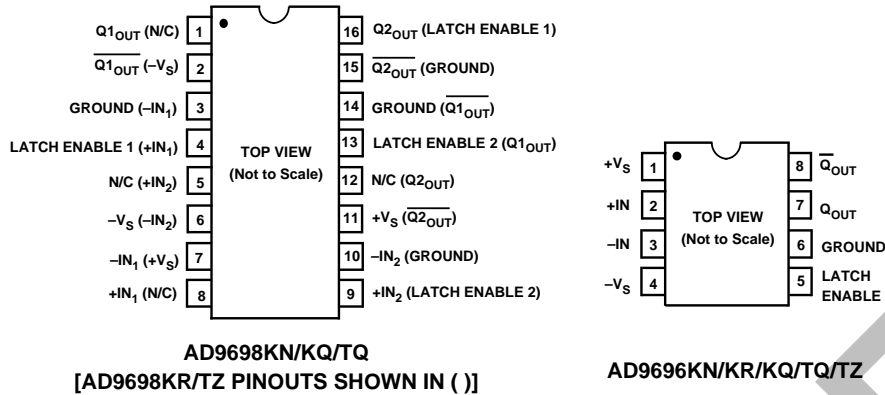 Q1OUT (N/C) 1 16 Q2OUT (LATCH ENABLE 1)
Q1OUT (–VS) 2 15 Q2OUT (GROUND)
GROUND (–IN1) 3 14 GROUND (Q1OUT)
LATCH ENABLE 1 (+IN1) 4 13 LATCH ENABLE 2 (Q1OUT)
N/C (+IN2) 5 12 N/C (Q2OUT)
–VS (–IN2) 6 11 +VS (Q2OUT)
–IN1 (+VS) 7 10 –IN2 (GROUND)
+IN1 (N/C) 8 9 +IN2 (LATCH ENABLE 2)
TOP VIEW
(Not to Scale)
AD9698KN/KQ/TQ
[AD9698KR/TZ PINOUTS SHOWN IN ( )]
+VS 1 8 QOUT
+IN 2 7 QOUT
–IN 3 6 GROUND
–VS 4 5 LATCH
ENABLE
TOP VIEW
(Not to Scale)
AD9696KN/KR/KQ/TQ/TZ